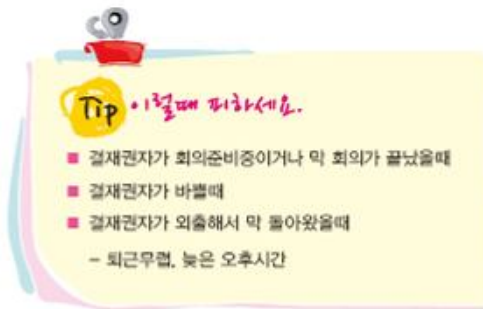 Tip 이럴때 피하세요.
■ 결재권자가 회의준비중이거나 막 회의가 끝났을때
■ 결재권자가 바쁠때
■ 결재권자가 외출해서 막 돌아왔을때
– 퇴근무렵, 늦은 오후시간